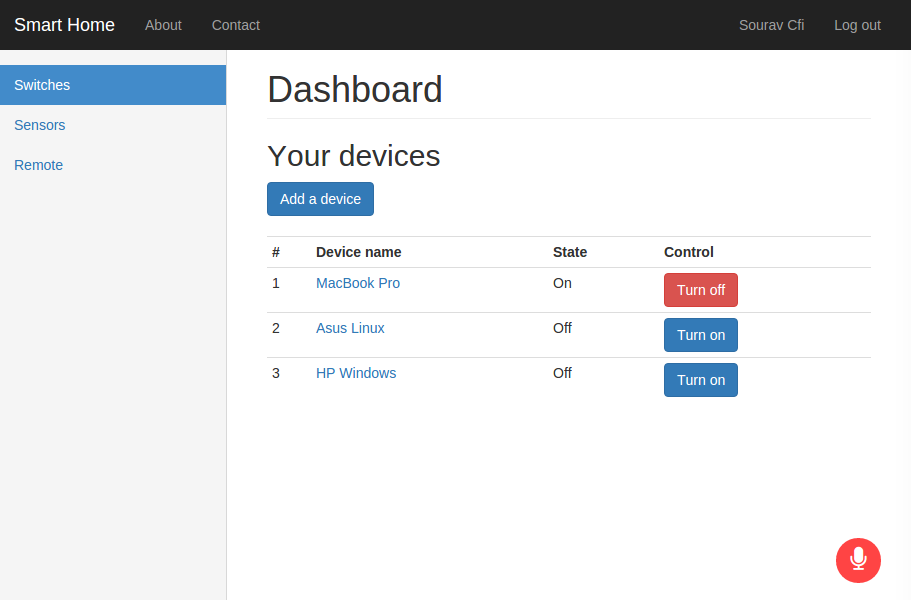 Smart Home About Contact Sourav Cfi Log out
Switches
Sensors
Remote
Dashboard
Your devices
Add a device
# Device name State Control
1 MacBook Pro On Turn off
2 Asus Linux Off Turn on
3 HP Windows Off Turn on